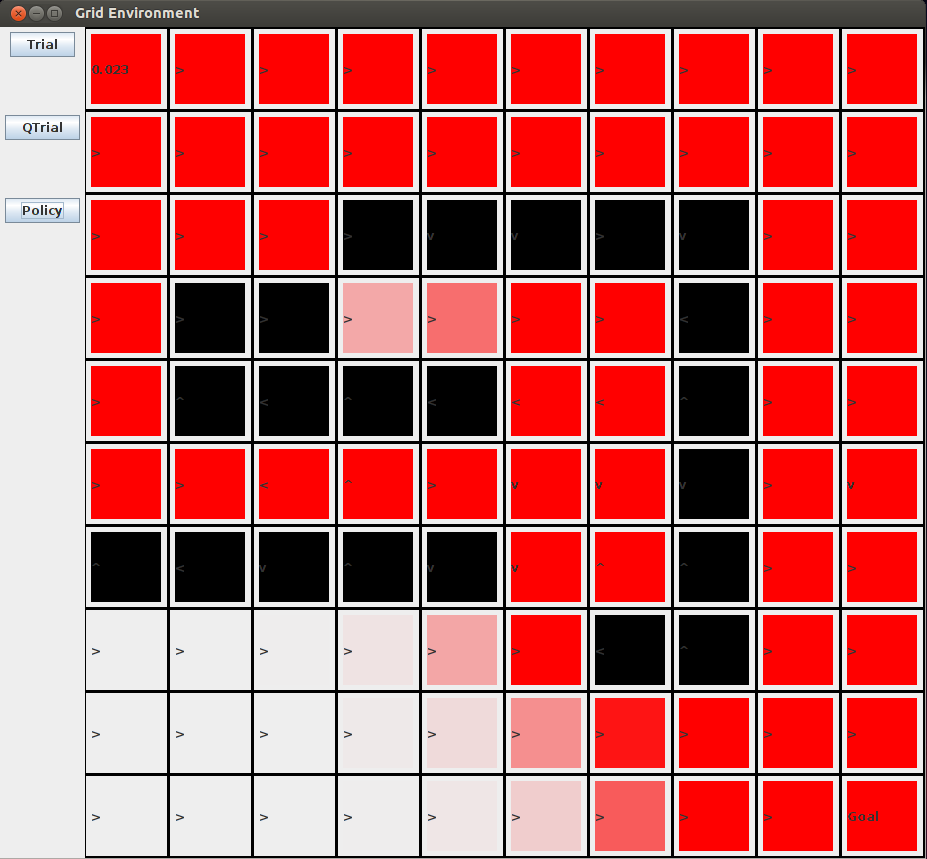 Grid Environment
Trial
0.023 > > > > > > > > >
QTrial
> > > > > > > > > >
Policy
> > > > v v > v > >
> > > > > > > < > >
> ^ < ^ < < < ^ > >
> > < ^ > v v v > v
^ < v ^ v v ^ ^ > >
> > > > > > < ^ > >
> > > > > > > > > >
> > > > > > > > > Goal